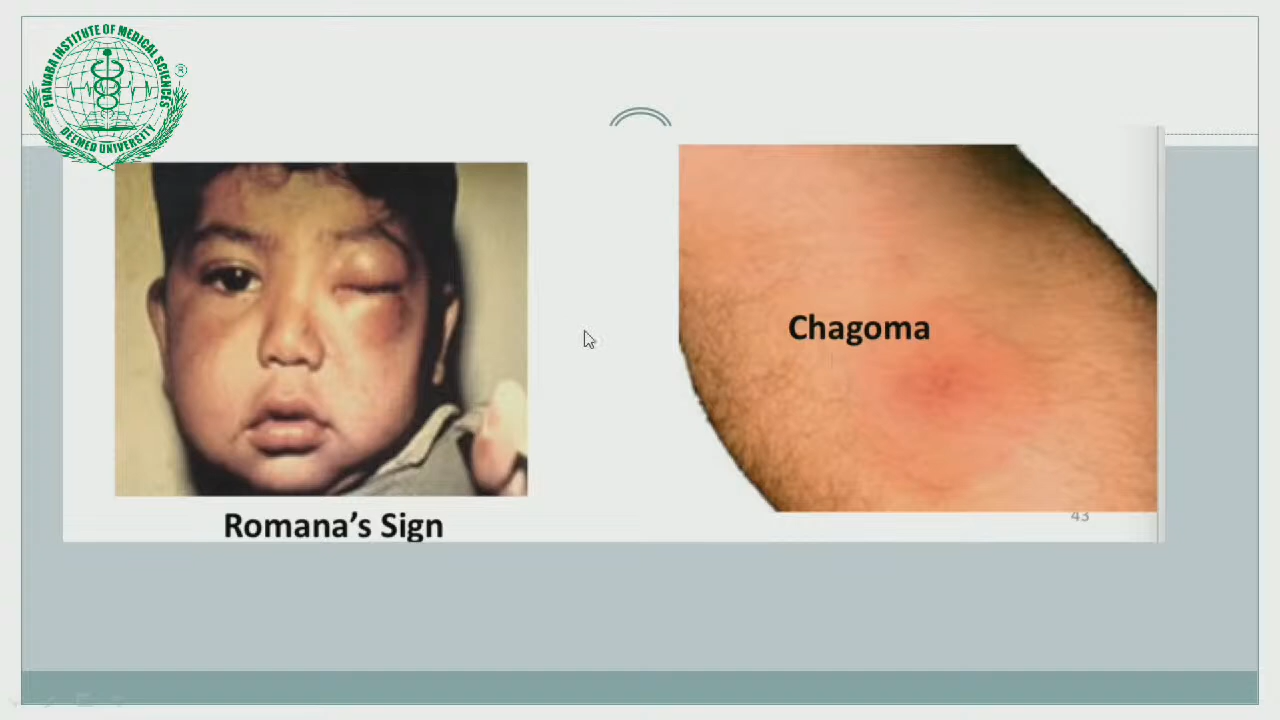 PRAVARA INSTITUTE OF MEDICAL SCIENCES
®
DEEMED UNIVERSITY
Chagoma
43
Romana's Sign